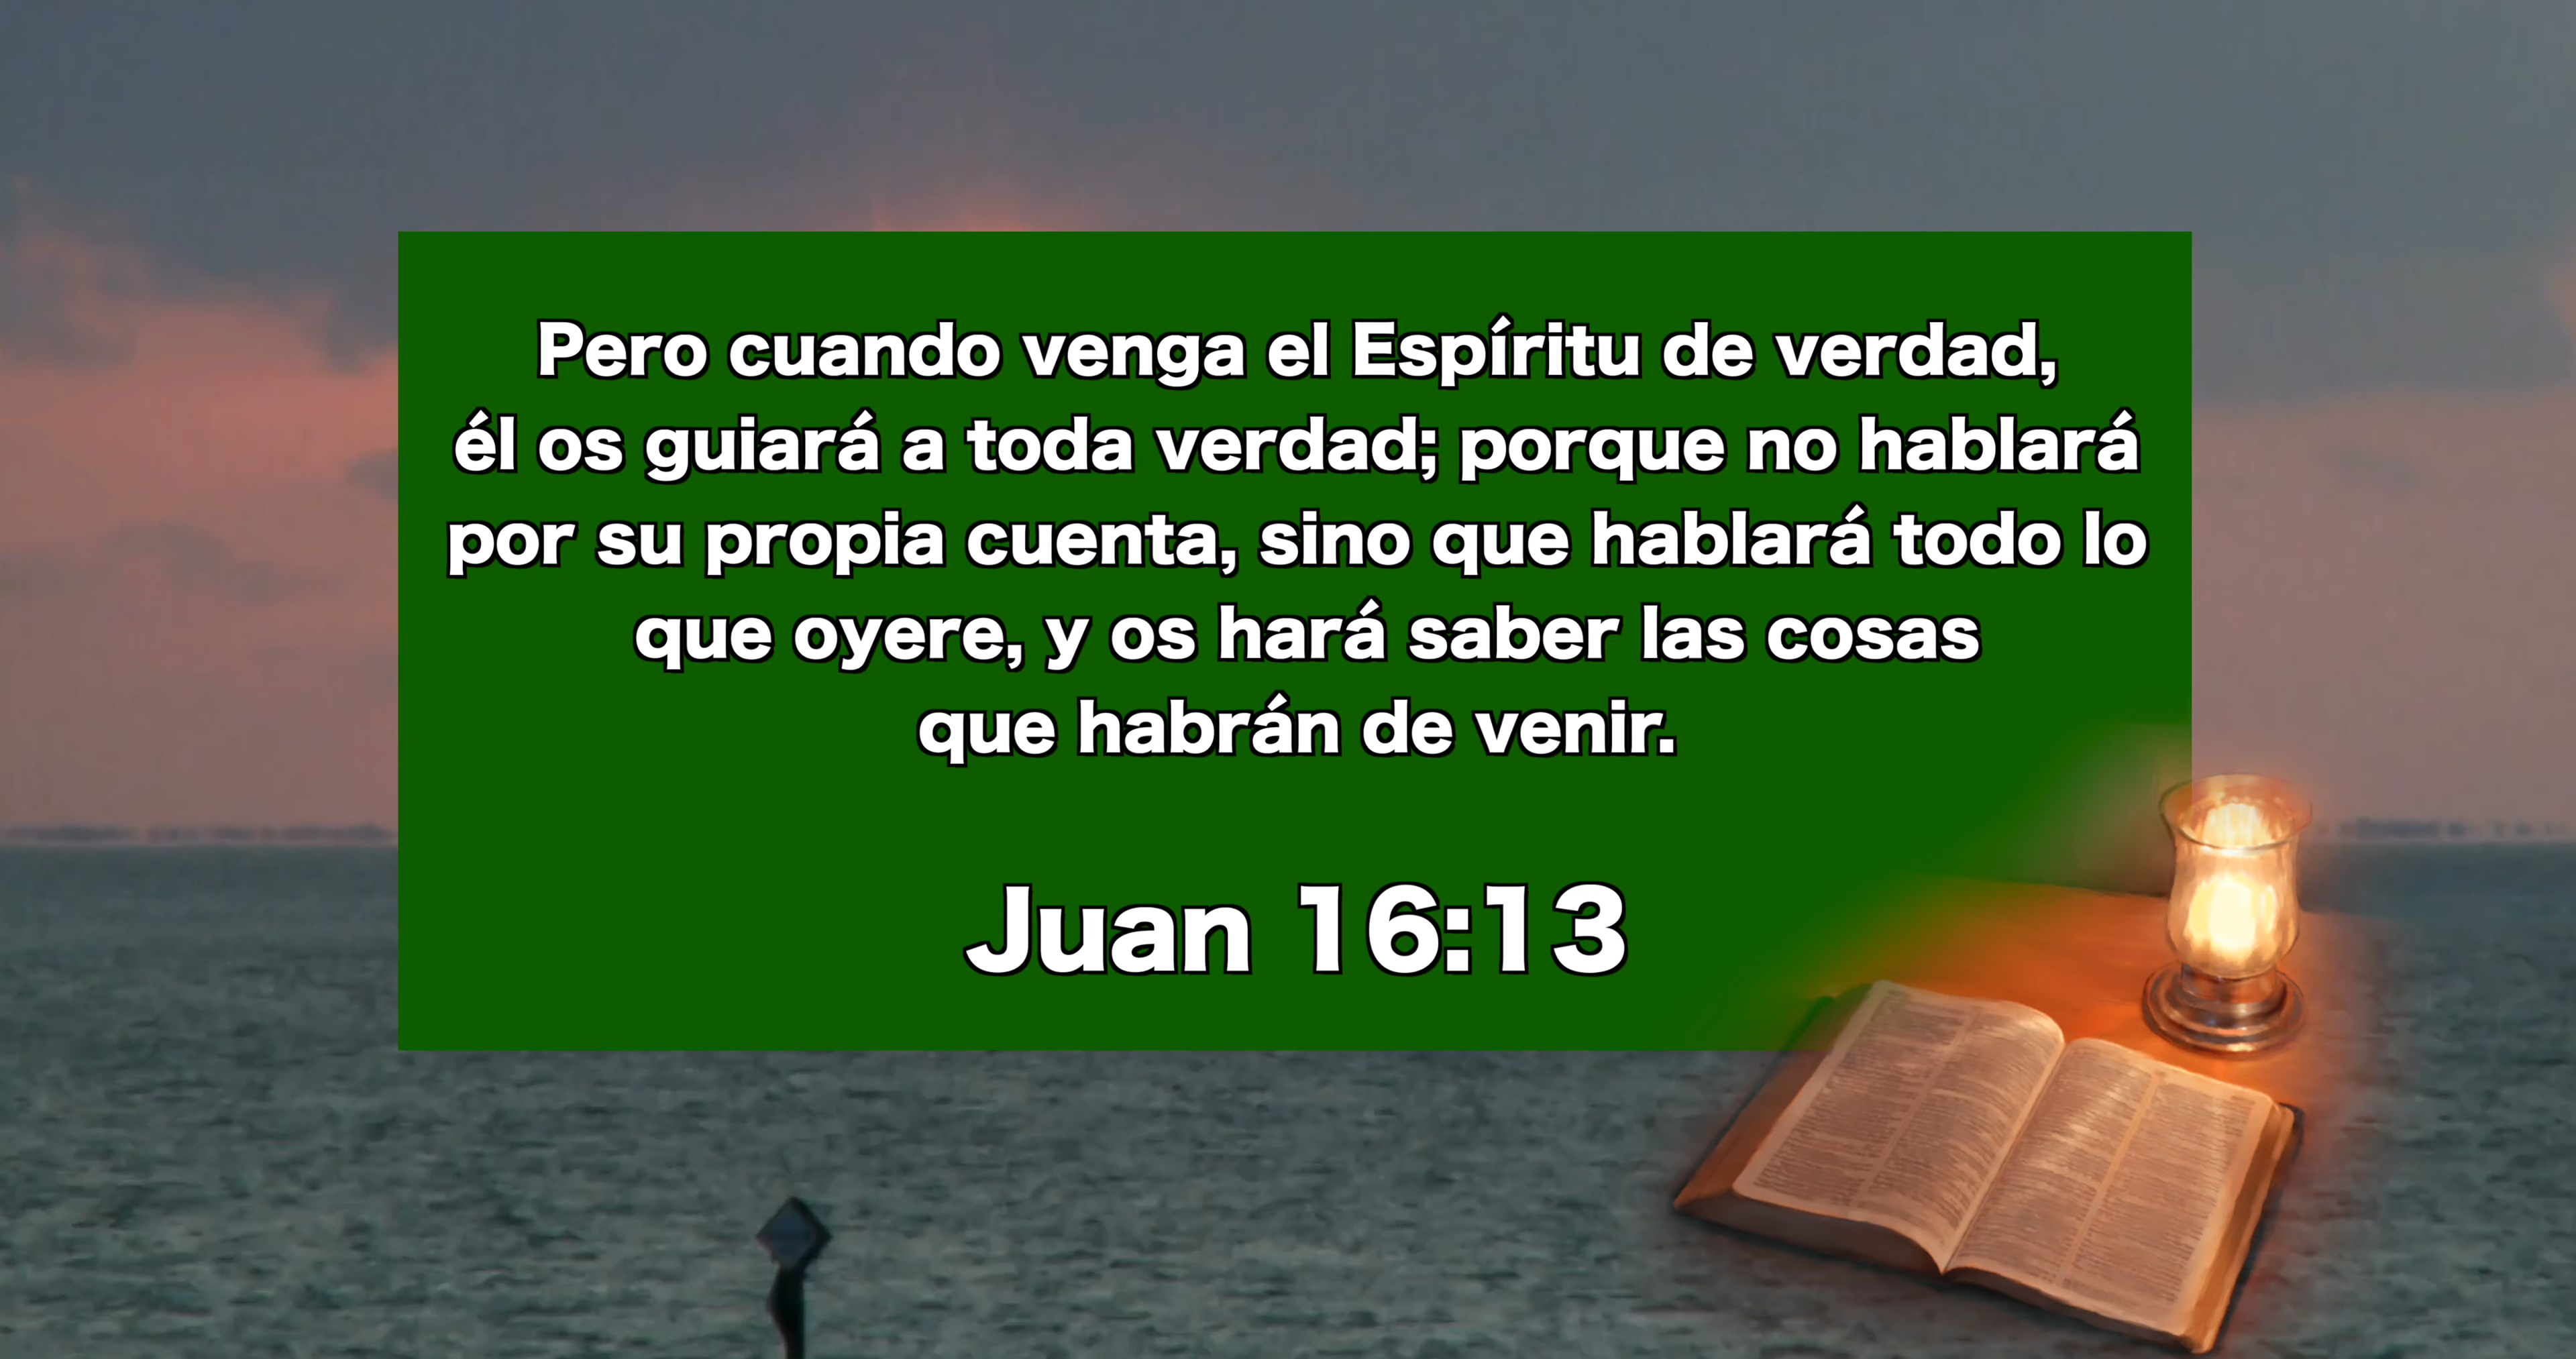 Pero cuando venga el Espíritu de verdad,
él os guiará a toda verdad; porque no hablará
por su propia cuenta, sino que hablará todo lo
que oyere, y os hará saber las cosas
que habrán de venir.
Juan 16:13